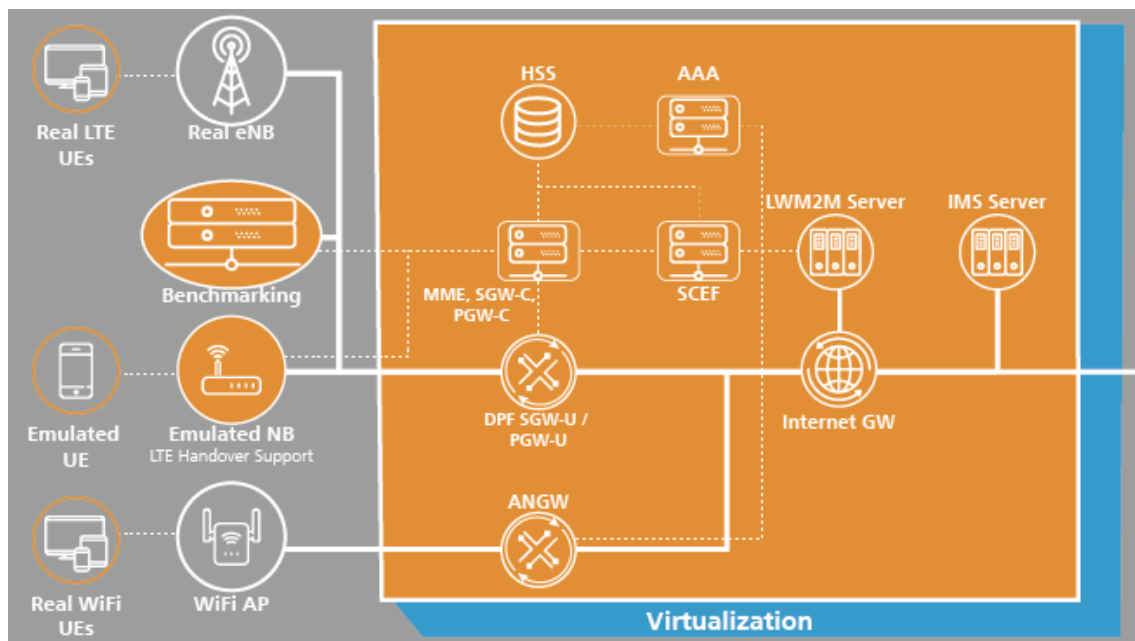 HSS
AAA
Real LTE
UEs
Real eNB
LWM2M Server
IMS Server
Benchmarking
MME, SGW-C,
PGW-C
SCEF
Emulated
UE
Emulated NB
LTE Handover Support
DPF SGW-U /
PGW-U
Internet GW
ANGW
Real WiFi
UEs
WiFi AP
Virtualization